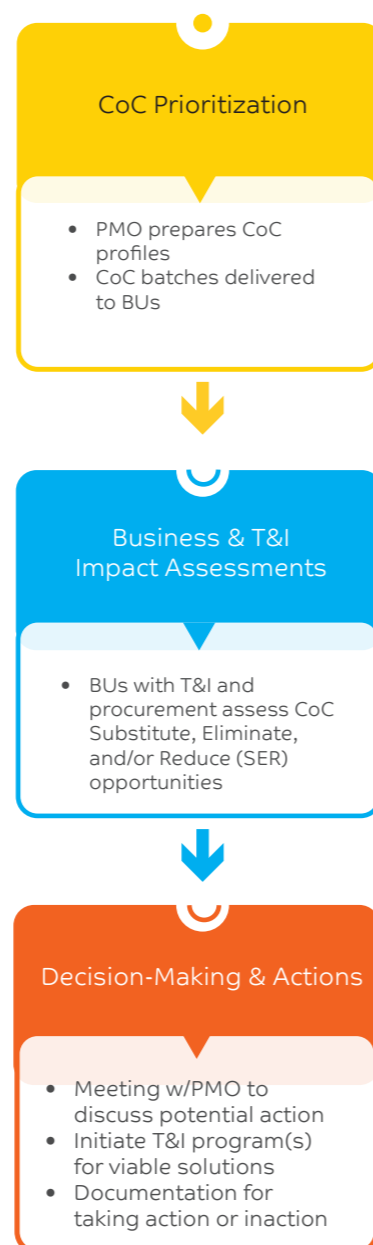 CoC Prioritization
• PMO prepares CoC
profiles
• CoC batches delivered
to BUs
Business & T&I
Impact Assessments
• BUs with T&I and
procurement assess CoC
Substitute, Eliminate,
and/or Reduce (SER)
opportunities
Decision-Making & Actions
• Meeting w/PMO to
discuss potential action
• Initiate T&I program(s)
for viable solutions
• Documentation for
taking action or inaction